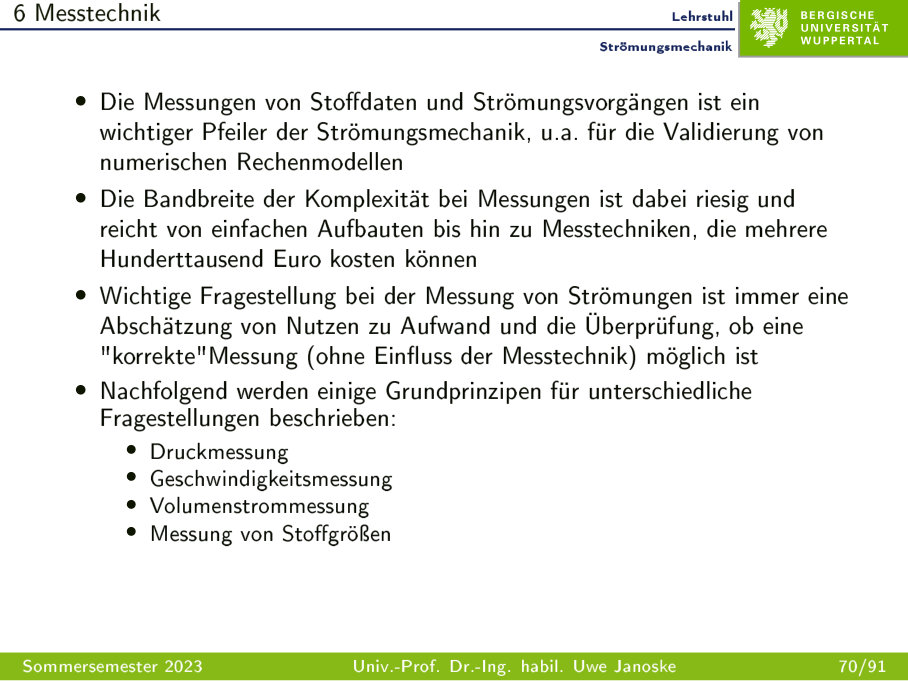 6 Messtechnik
Lehrstuhl
Strömungsmechanik
BERGISCHE
UNIVERSITÄT
WUPPERTAL
• Die Messungen von Stoffdaten und Strömungsvorgängen ist ein
wichtiger Pfeiler der Strömungsmechanik, u.a. für die Validierung von
numerischen Rechenmodellen
• Die Bandbreite der Komplexität bei Messungen ist dabei riesig und
reicht von einfachen Aufbauten bis hin zu Messtechniken, die mehrere
Hunderttausend Euro kosten können
• Wichtige Fragestellung bei der Messung von Strömungen ist immer eine
Abschätzung von Nutzen zu Aufwand und die Überprüfung, ob eine
"korrekte"Messung (ohne Einfluss der Messtechnik) möglich ist
• Nachfolgend werden einige Grundprinzipen für unterschiedliche
Fragestellungen beschrieben:
• Druckmessung
• Geschwindigkeitsmessung
• Volumenstrommessung
• Messung von Stoffgrößen
Sommersemester 2023
Univ.-Prof. Dr.-Ing. habil. Uwe Janoske
70/91